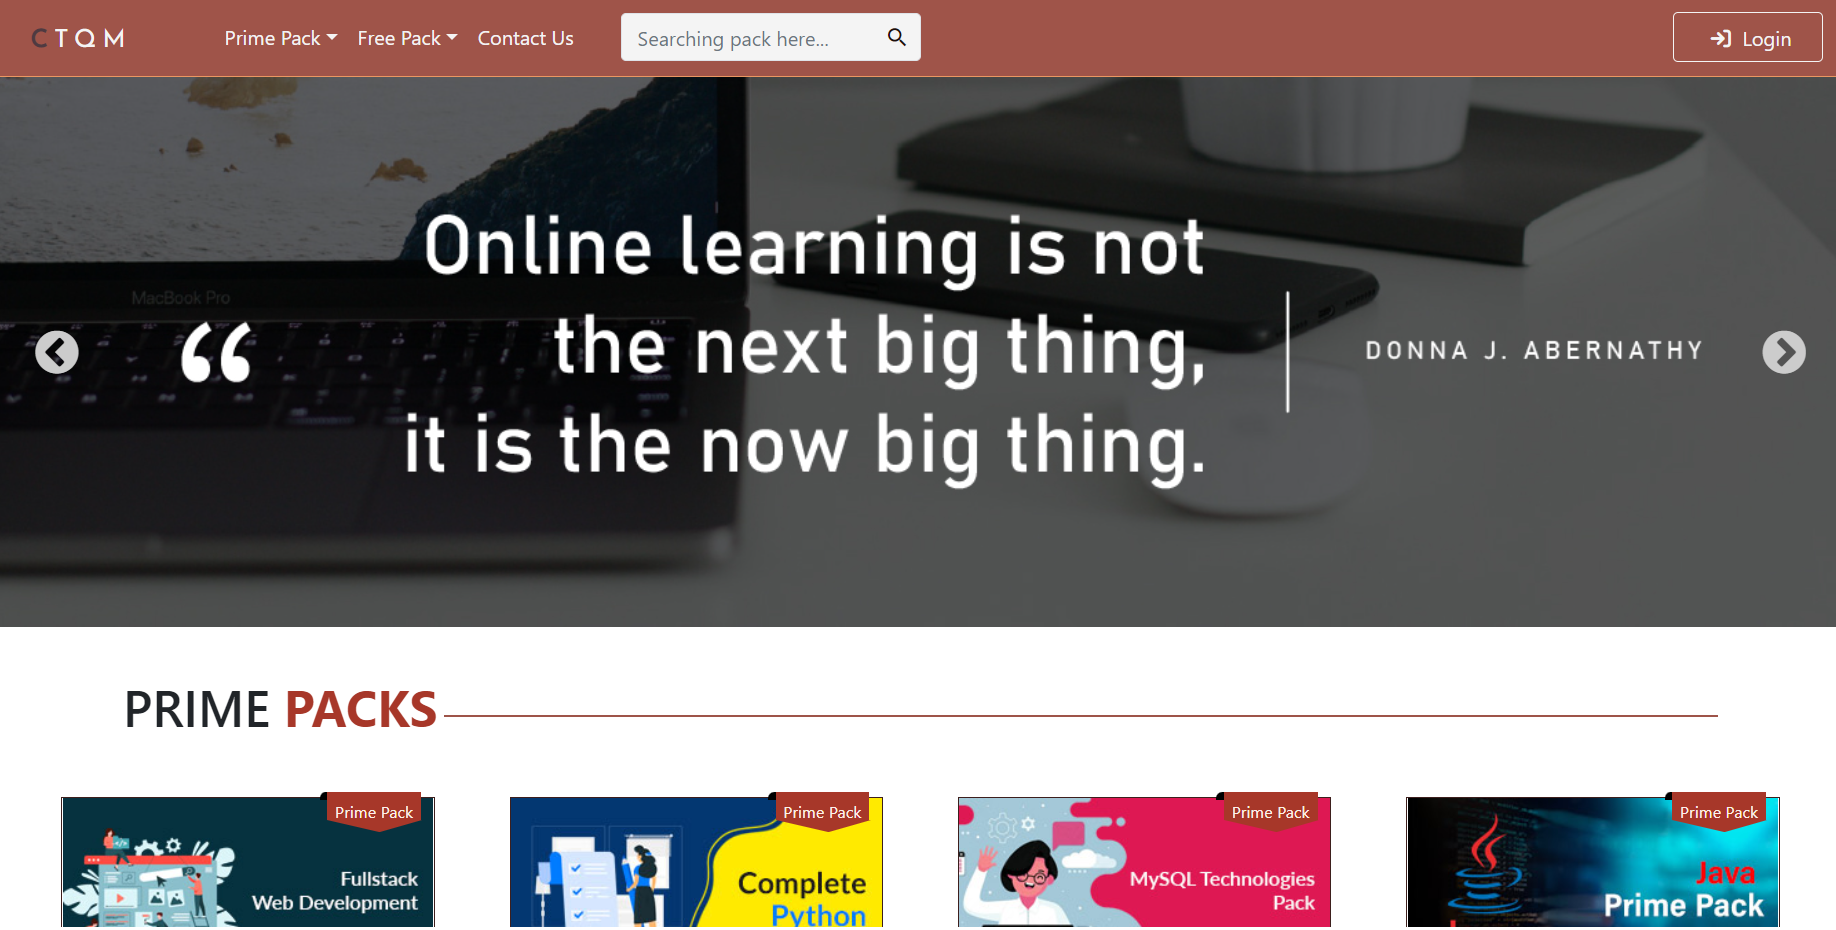 CTQM
Prime Pack
Free Pack
Contact Us
Searching pack here...
Login
MacBook Pro
“
Online learning is not
the next big thing,
it is the now big thing.
DONNA J. ABERNATHY
PRIME PACKS
Prime Pack
Fullstack
Web Development
Prime Pack
Complete
Python
Prime Pack
MySQL Technologies
Pack
Prime Pack
Java
Prime Pack